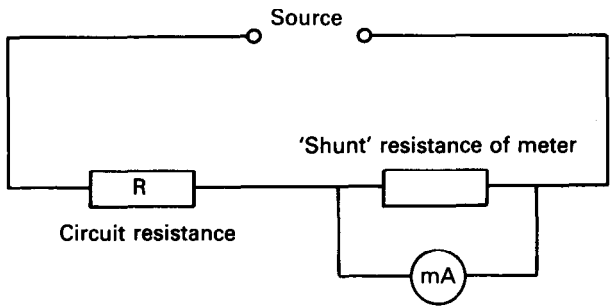 Source
'Shunt' resistance of meter
R
Circuit resistance
mA